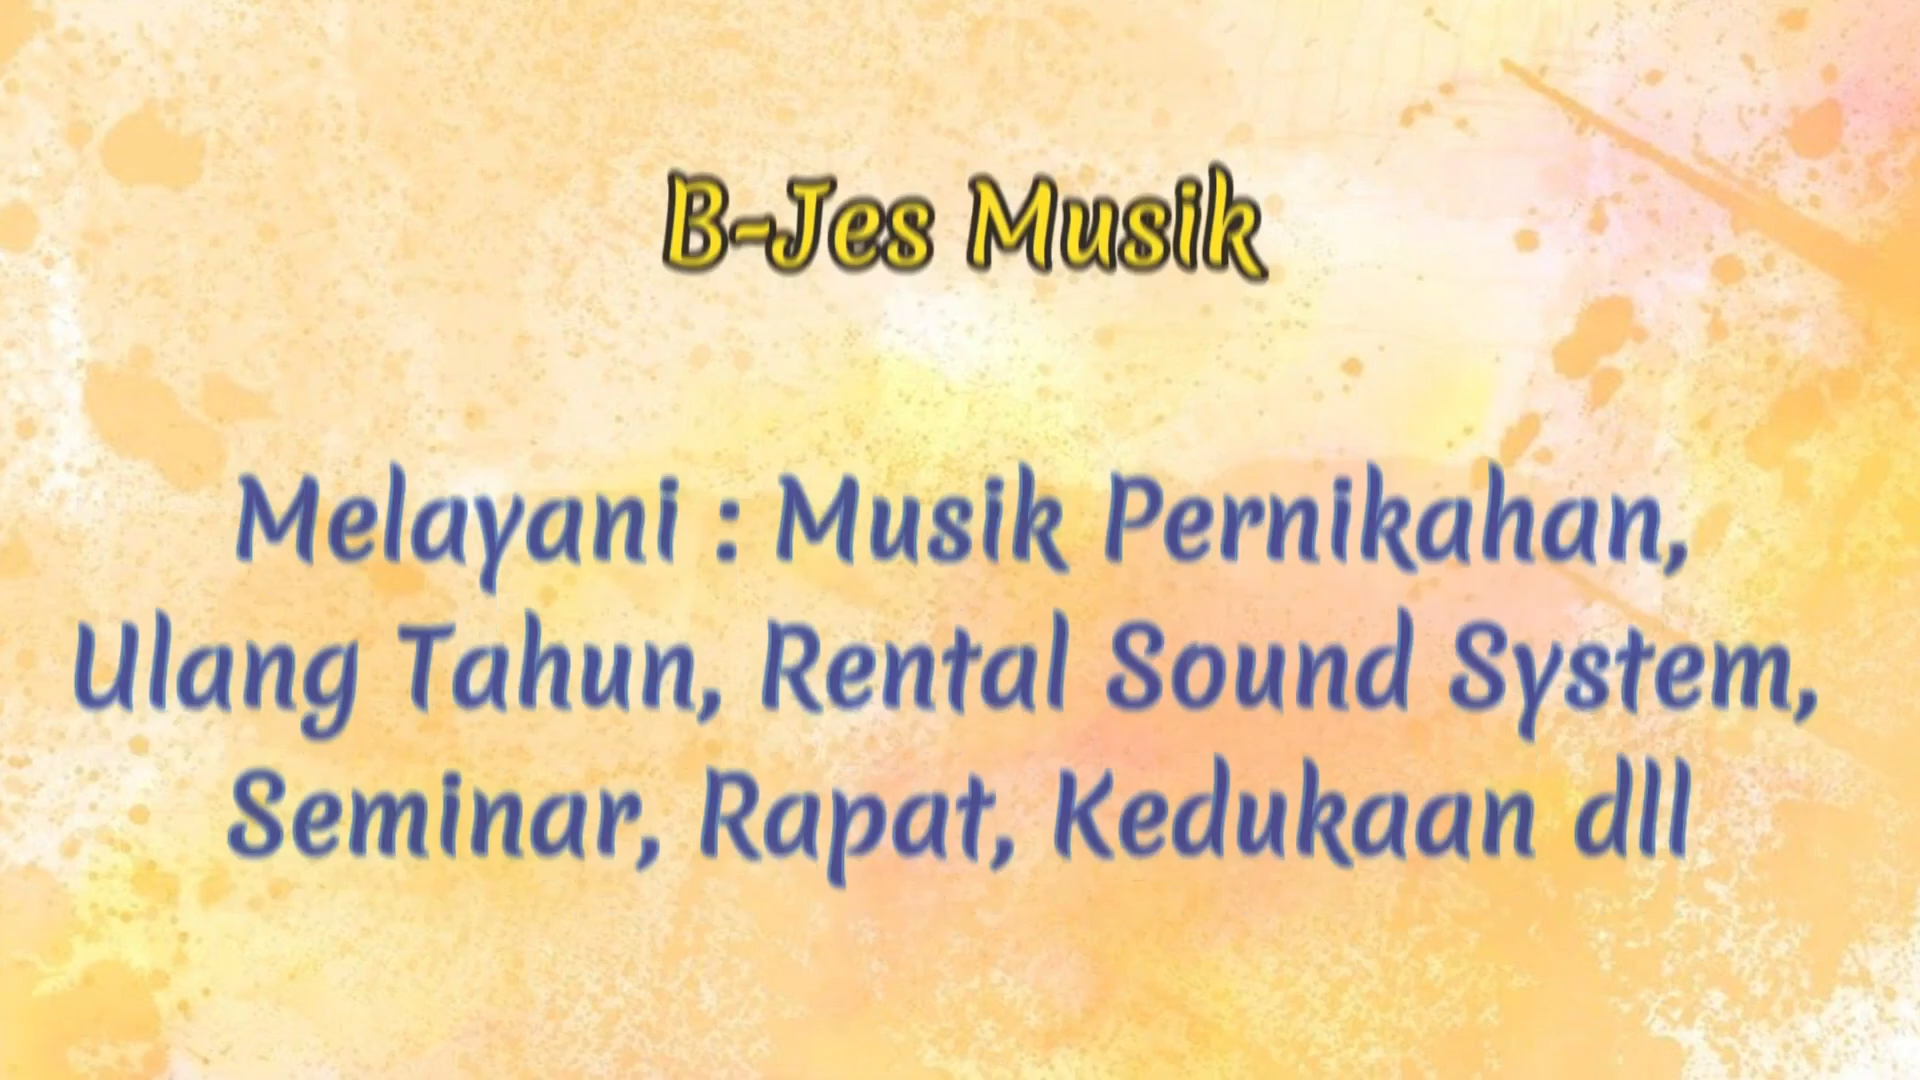 B-Jes Musik
Melayani : Musik Pernikahan,
Ulang Tahun, Rental Sound System,
Seminar, Rapat, Kedukaan dll